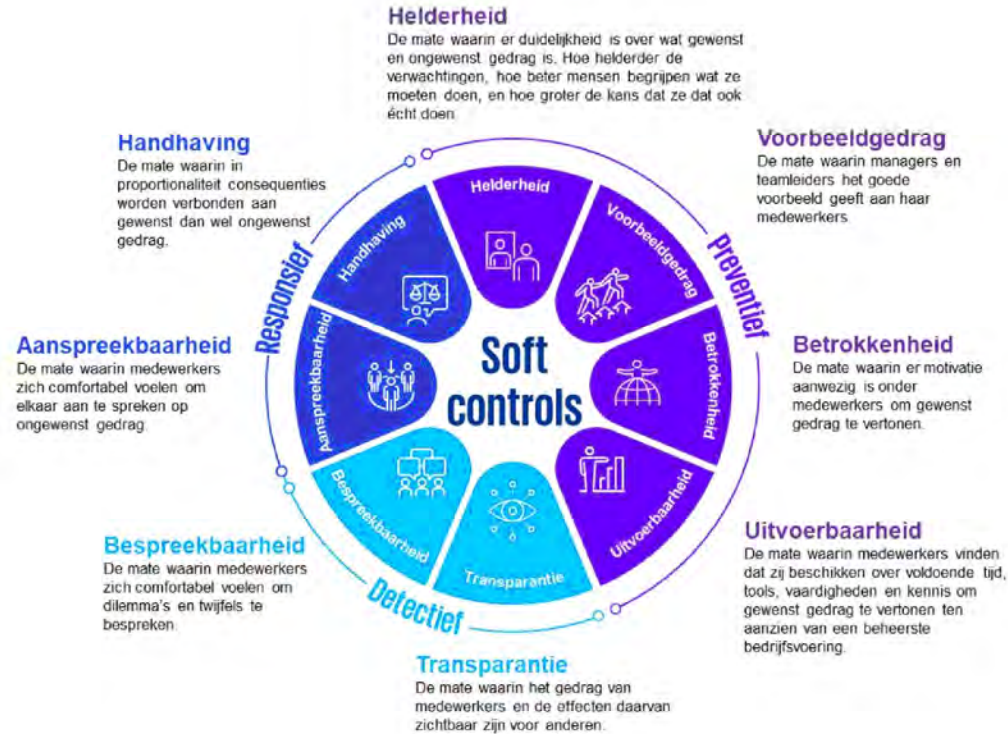 Helderheid
De mate waarin er duidelijkheid is over wat gewenst
en ongewenst gedrag is. Hoe helderder de
verwachtingen, hoe beter mensen begrijpen wat ze
moeten doen, en hoe groter de kans dat ze dat ook
écht doen
Voorbeeldgedrag
De mate waarin managers en
teamleiders het goede
voorbeeld geeft aan haar
medewerkers.
Betrokkenheid
De mate waarin er motivatie
aanwezig is onder
medewerkers om gewenst
gedrag te vertonen.
Uitvoerbaarheid
De mate waarin medewerkers vinden
dat zij beschikken over voldoende tijd,
tools, vaardigheden en kennis om
gewenst gedrag te vertonen ten
aanzien van een beheerste
bedrijfsvoering.
Transparantie
De mate waarin het gedrag van
medewerkers en de effecten daarvan
zichtbaar zijn voor anderen.
Bespreekbaarheid
De mate waarin medewerkers
zich comfortabel voelen om
dilemma's en twijfels te
bespreken.
Aanspreekbaarheid
De mate waarin medewerkers
zich comfortabel voelen om
elkaar aan te spreken op
ongewenst gedrag.
Handhaving
De mate waarin in
proportionaliteit consequenties
worden verbonden aan
gewenst dan wel ongewenst
gedrag.
Preventief
Detectief
Responsief
Helderheid
Voorbeeldgedrag
Betrokkenheid
Uitvoerbaarheid
Transparantie
Bespreekbaarheid
Aanspreekbaarheid
Handhaving
Soft
controls